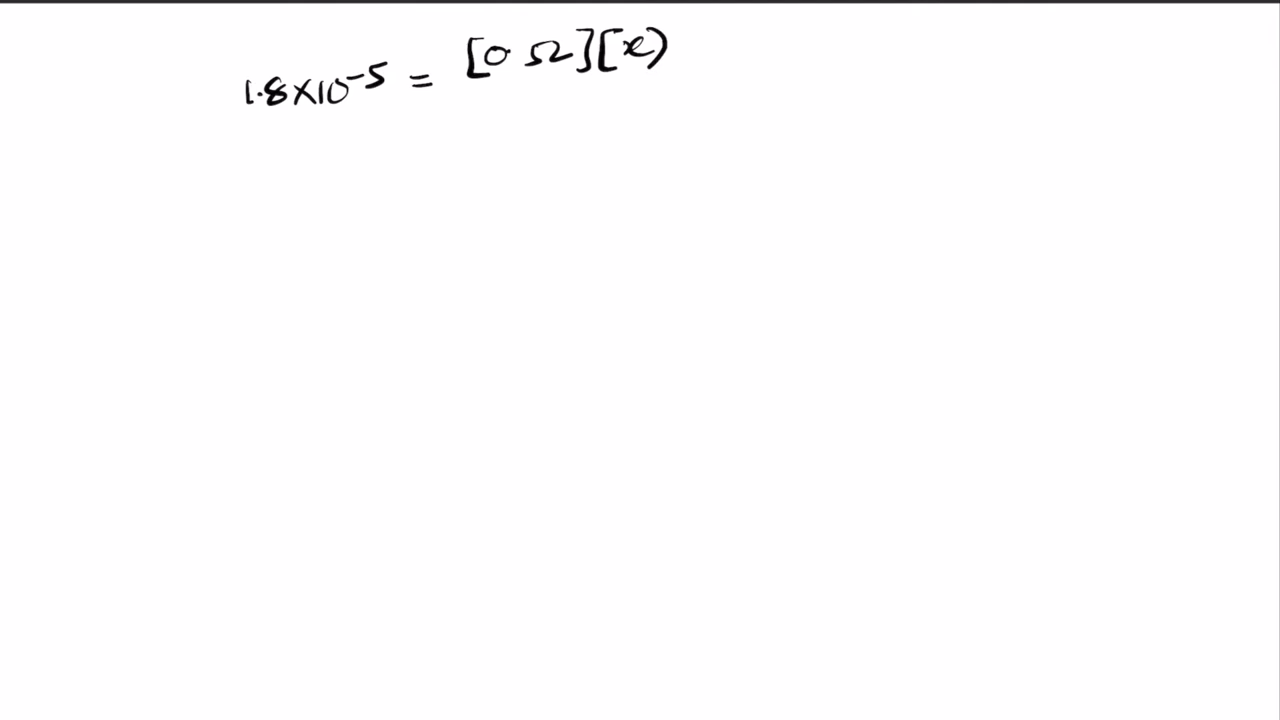 1.8×10⁻⁵ = [0.52][x)